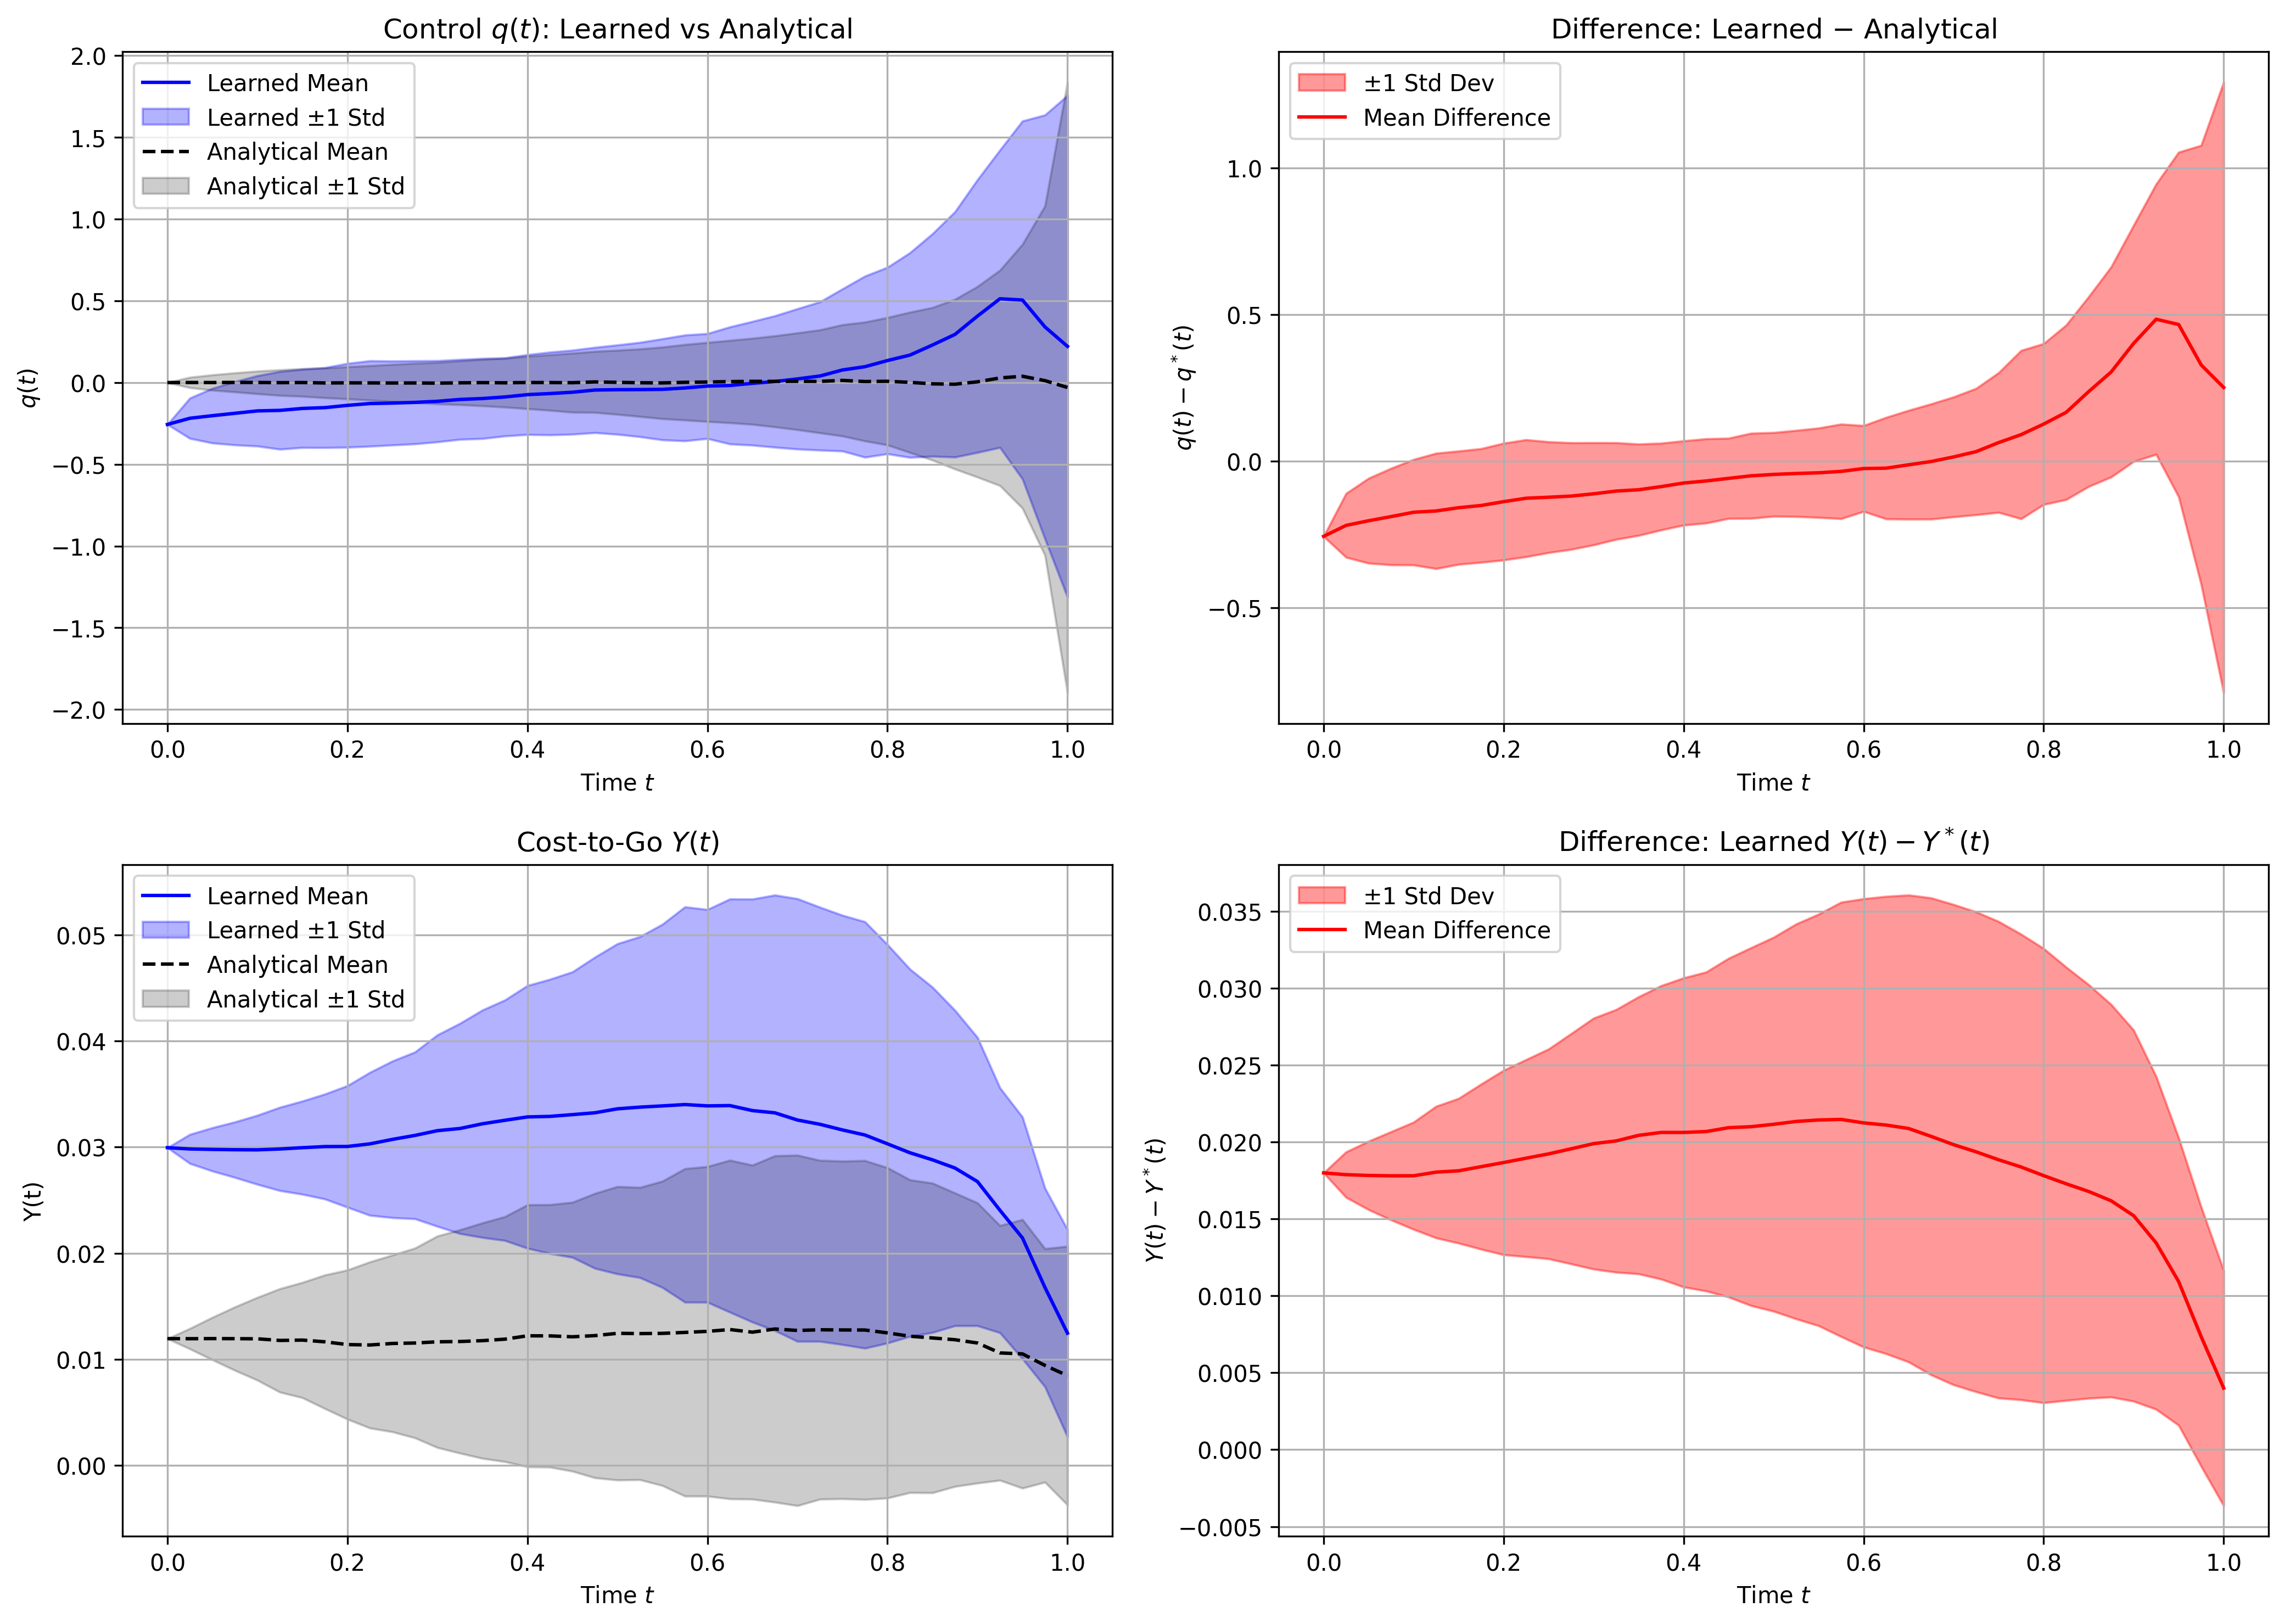 Control q(t): Learned vs Analytical
Learned Mean
Learned ±1 Std
Analytical Mean
Analytical ±1 Std
q(t)
2.0
1.5
1.0
0.5
0.0
−0.5
−1.0
−1.5
−2.0
0.0 0.2 0.4 0.6 0.8 1.0
Time t
Difference: Learned − Analytical
±1 Std Dev
Mean Difference
q(t) − q*(t)
1.0
0.5
0.0
−0.5
0.0 0.2 0.4 0.6 0.8 1.0
Time t
Cost-to-Go Y(t)
Learned Mean
Learned ±1 Std
Analytical Mean
Analytical ±1 Std
Y(t)
0.05
0.04
0.03
0.02
0.01
0.00
0.0 0.2 0.4 0.6 0.8 1.0
Time t
Difference: Learned Y(t) − Y*(t)
±1 Std Dev
Mean Difference
Y(t) − Y*(t)
0.035
0.030
0.025
0.020
0.015
0.010
0.005
0.000
−0.005
0.0 0.2 0.4 0.6 0.8 1.0
Time t